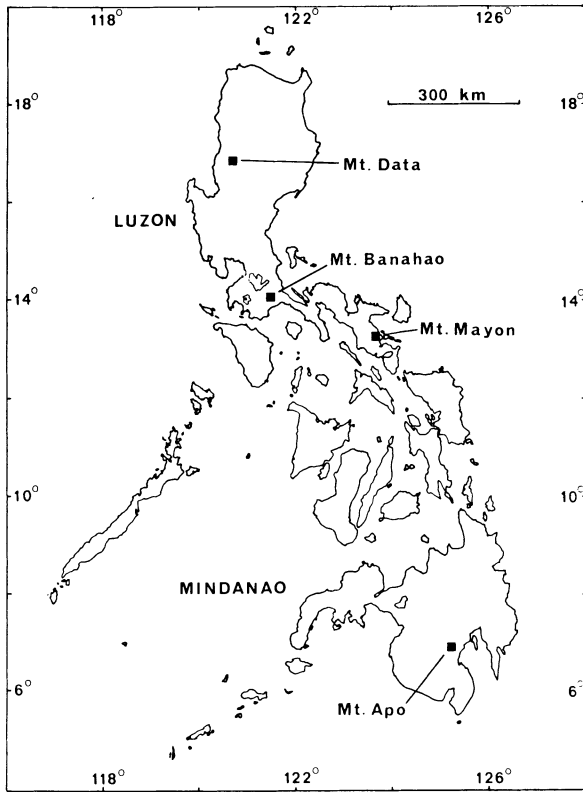 118° 122° 126°
18° 18°
300 km
Mt. Data
LUZON
Mt. Banahao
14° 14°
Mt. Mayon
10° 10°
MINDANAO
6° 6°
Mt. Apo
118° 122° 126°